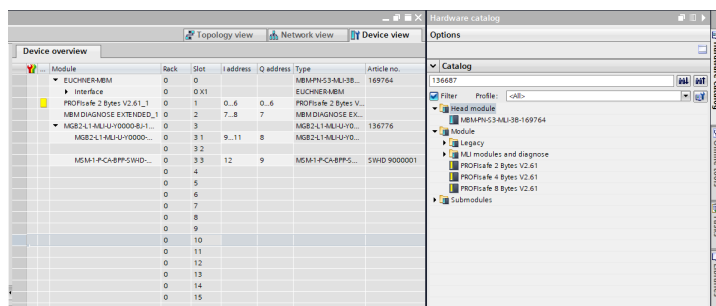 Hardware catalog
Topology view Network view Device view
Options
Device overview
Module Rack Slot I address Q address Type Article no.
EUCHNER-MBM 0 0 MBM-PN-S3-MLI-3B... 169764
Interface 0 0 X1 EUCHNER-MBM
PROFIsafe 2 Bytes V2.61_1 0 1 0...6 0...6 PROFIsafe 2 Bytes V...
MBM DIAGNOSE EXTENDED_1 0 2 7...8 7 MBM DIAGNOSE EX...
MGB2-L1-MLI-U-Y0000-BJ-1... 0 3 MGB2-L1-MLI-U-Y0... 136776
MGB2-L1-MLI-U-Y0000-... 0 3 1 9...11 8 MGB2-L1-MLI-U-Y0...
0 3 2
MSM-1-P-CA-BPP-SWHD-... 0 3 3 12 9 MSM-1-P-CA-BPP-S... SWHD 9000001
0 4
0 5
0 6
0 7
0 8
0 9
0 10
0 11
0 12
0 13
0 14
0 15
Catalog
136687
Filter Profile: <All>
Head module
MBM-PN-S3-MLI-3B-169764
Module
Legacy
MLI modules and diagnose
PROFIsafe 2 Bytes V2.61
PROFIsafe 4 Bytes V2.61
PROFIsafe 8 Bytes V2.61
Submodules